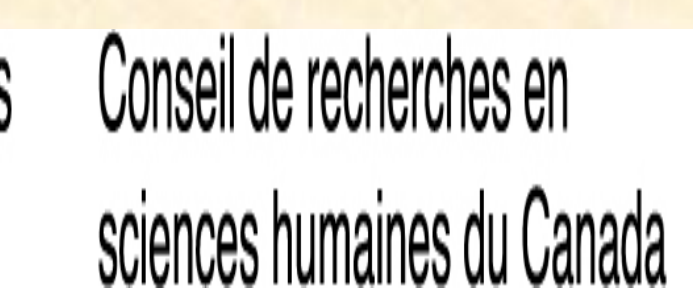 s Conseil de recherches en
sciences humaines du Canada